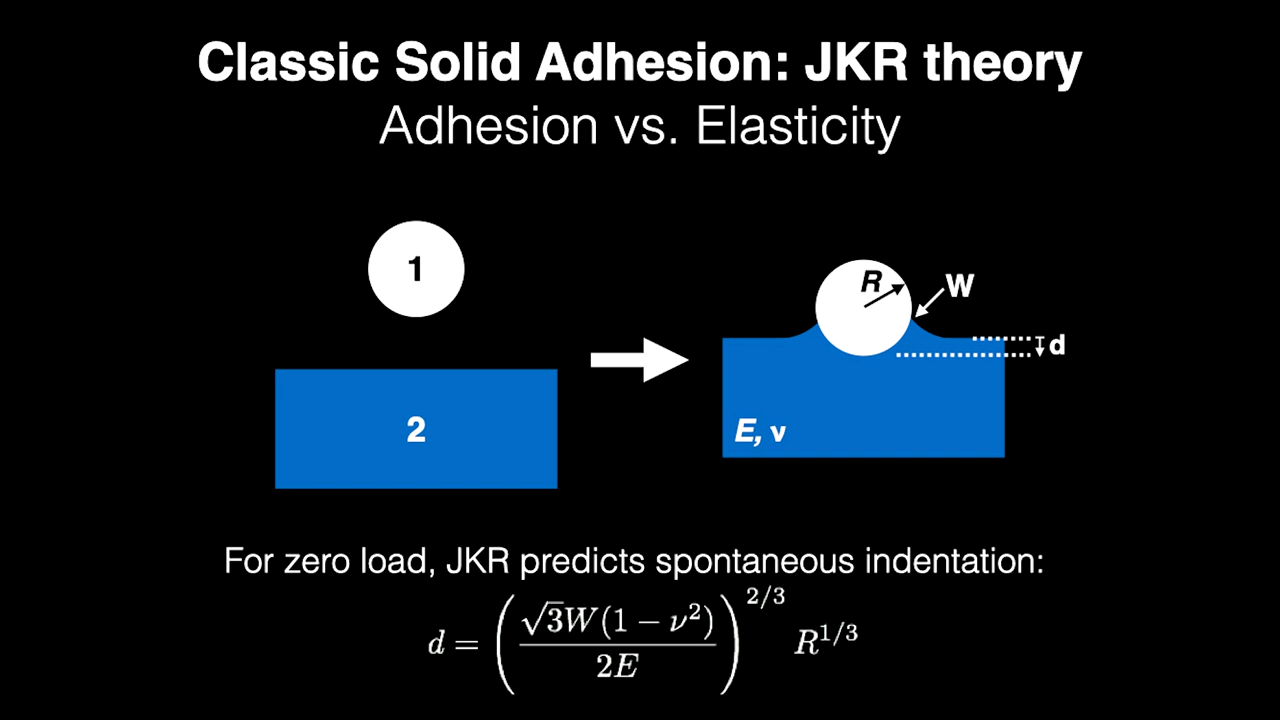 Classic Solid Adhesion: JKR theory
Adhesion vs. Elasticity
1
2
R
W
d
E, ν
For zero load, JKR predicts spontaneous indentation:
d = (√3W(1 − ν²) / 2E)^{2/3} R^{1/3}